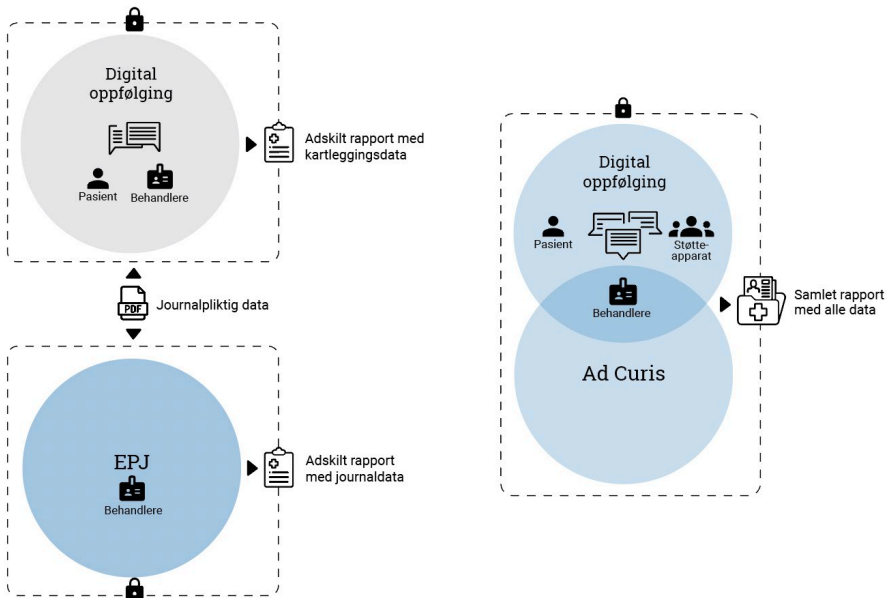 Digital
oppfølging
Pasient
Behandlere
Adskilt rapport med
kartleggingsdata
PDF
Journalpliktig data
EPJ
Behandlere
Adskilt rapport
med journaldata
Digital
oppfølging
Pasient
Støtte-
apparat
Behandlere
Samlet rapport
med alle data
Ad Curis